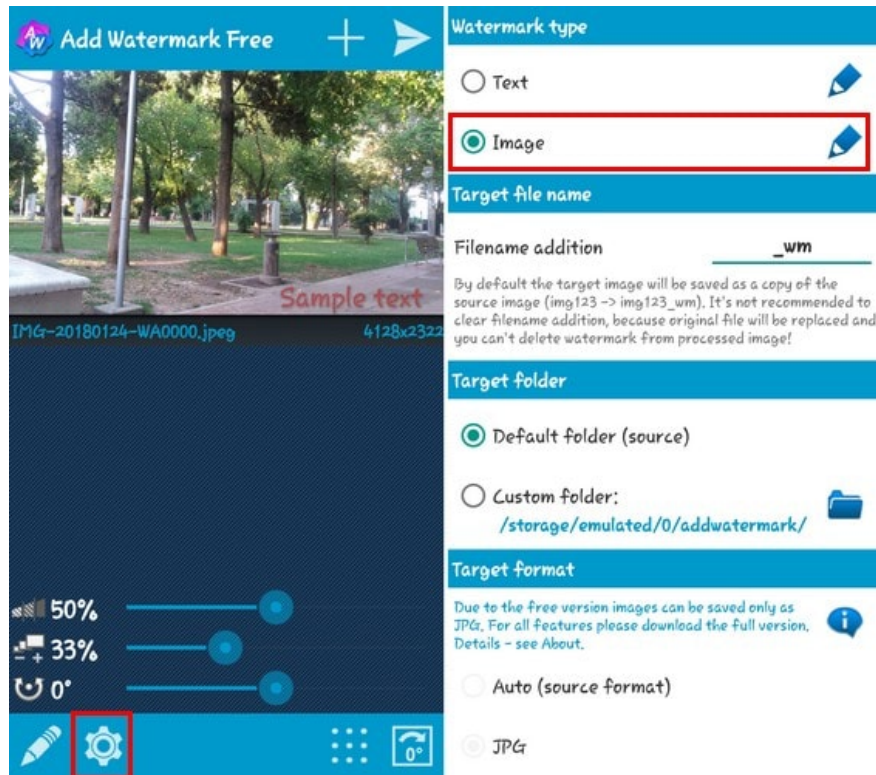 AW Add Watermark Free
Sample text
IMG-20180124-WA0000.jpeg 4128x2322
50%
33%
0°
0°
Watermark type
Text
Image
Target file name
Filename addition _wm
By default the target image will be saved as a copy of the
source image (img123 -> img123_wm). It's not recommended to
clear filename addition, because original file will be replaced and
you can't delete watermark from processed image!
Target folder
Default folder (source)
Custom folder:
/storage/emulated/0/addwatermark/
Target format
Due to the free version images can be saved only as
JPG. For all features please download the full version.
Details - see About.
Auto (source format)
JPG